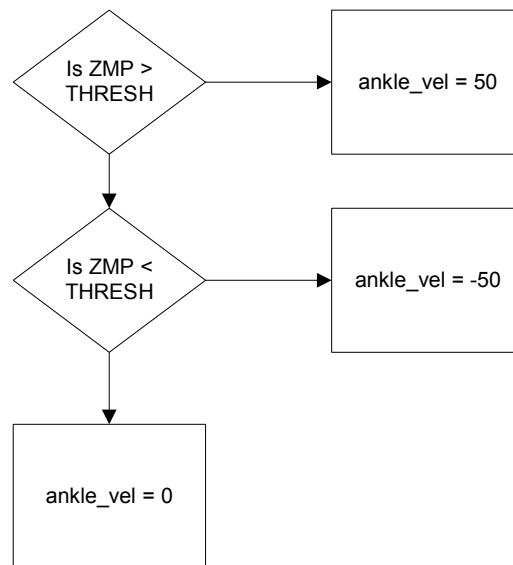 Is ZMP >
THRESH
ankle_vel = 50
Is ZMP <
THRESH
ankle_vel = -50
ankle_vel = 0